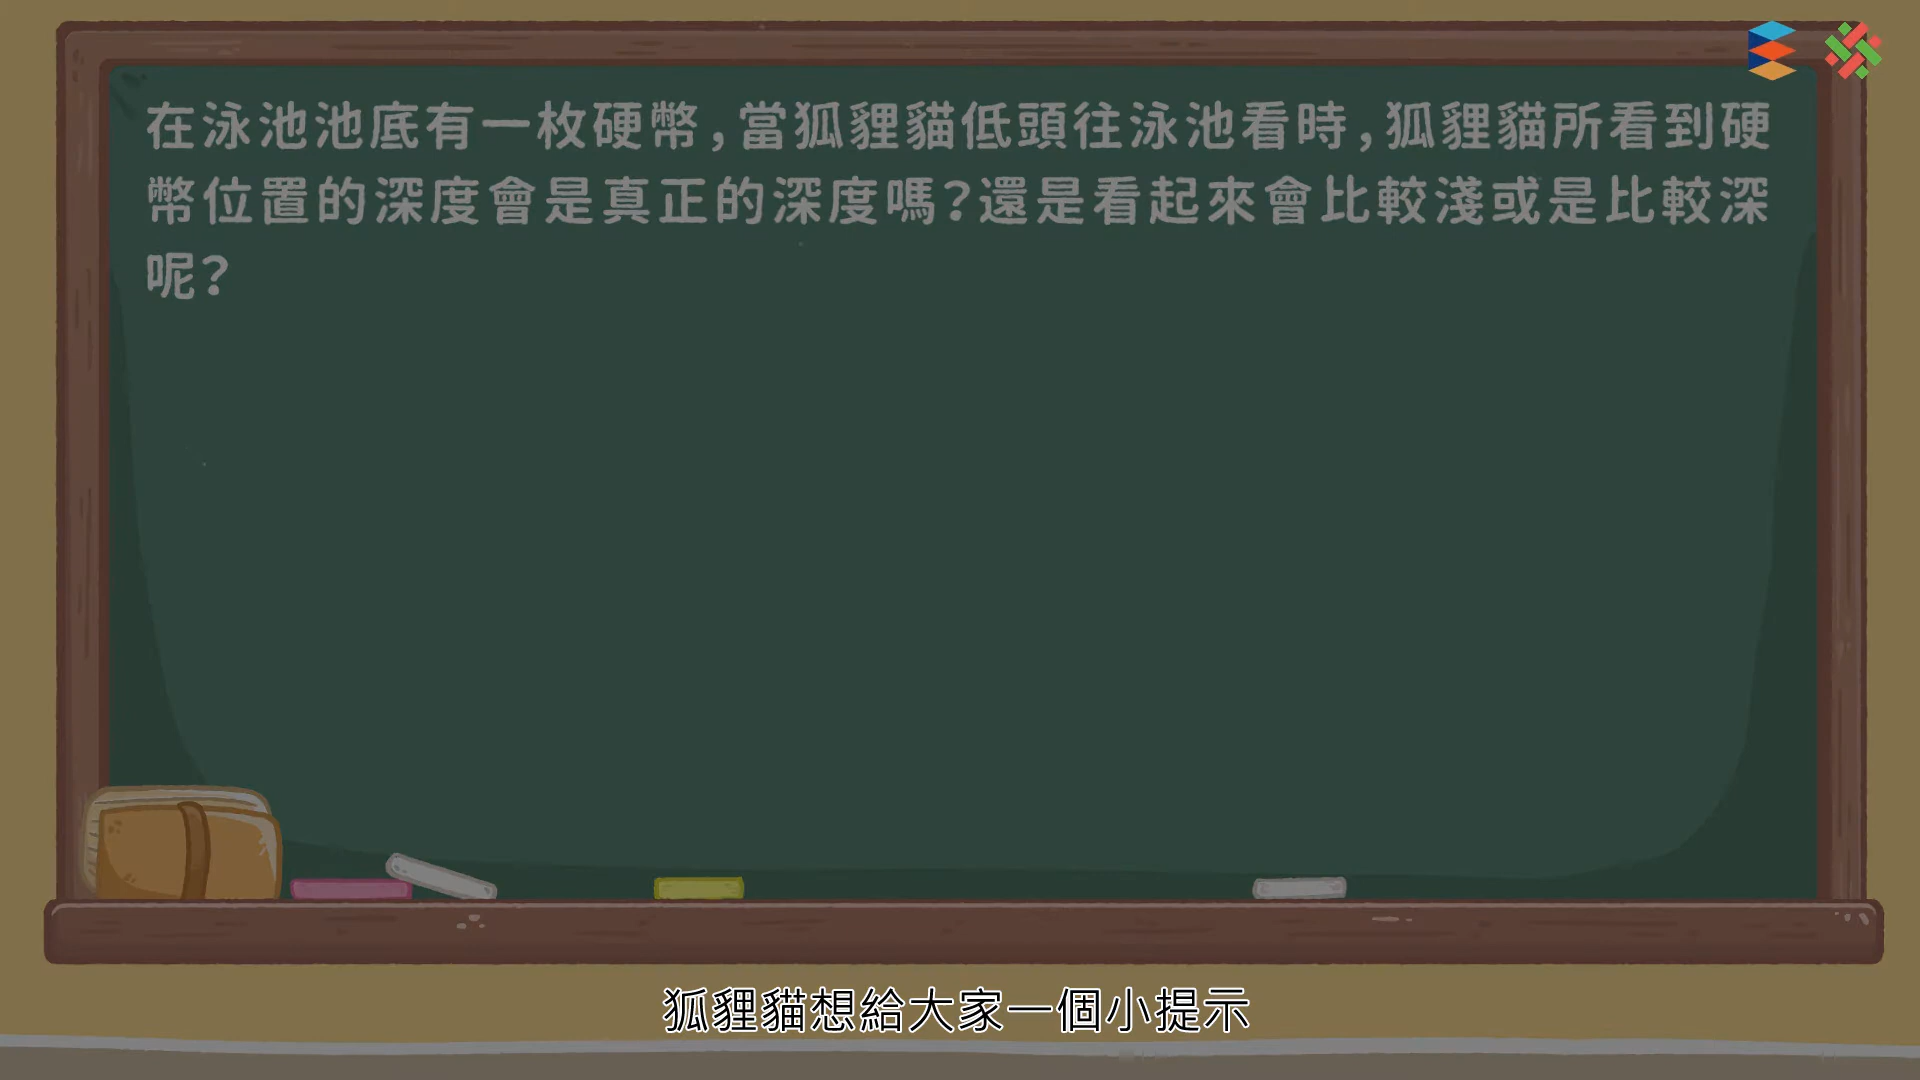 在泳池池底有一枚硬幣,當狐貍貓低頭往泳池看時,狐貍貓所看到硬
幣位置的深度會是真正的深度嗎?還是看起來會比較淺或是比較深
呢?
狐貍貓想給大家一個小提示